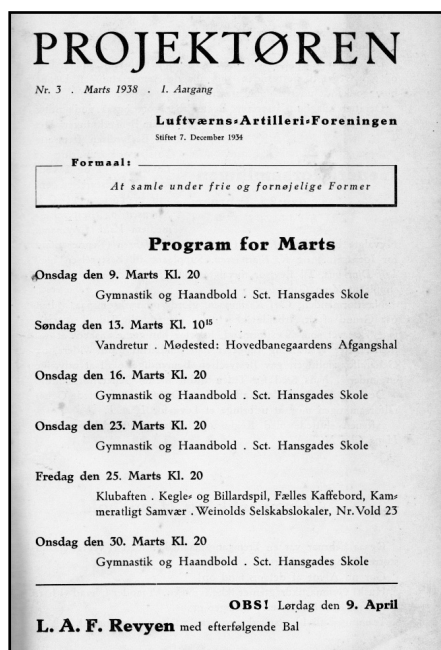 PROJEKTØREN
Nr. 3 . Marts 1938 . 1. Aargang
Luftværns-Artilleri-Foreningen
Stiftet 7. December 1934
Formaal:
At samle under frie og fornøjelige Former
Program for Marts
Onsdag den 9. Marts Kl. 20
Gymnastik og Haandbold . Sct. Hansgades Skole
Søndag den 13. Marts Kl. 10¹⁵
Vandretur . Mødested: Hovedbanegaardens Afgangshal
Onsdag den 16. Marts Kl. 20
Gymnastik og Haandbold . Sct. Hansgades Skole
Onsdag den 23. Marts Kl. 20
Gymnastik og Haandbold . Sct. Hansgades Skole
Fredag den 25. Marts Kl. 20
Klubaften . Kegle- og Billardspil, Fælles Kaffebord, Kam-
meratligt Samvær . Weinolds Selskabslokaler, Nr. Vold 23
Onsdag den 30. Marts Kl. 20
Gymnastik og Haandbold . Sct. Hansgades Skole
OBS! Lørdag den 9. April
L. A. F. Revyen med efterfølgende Bal